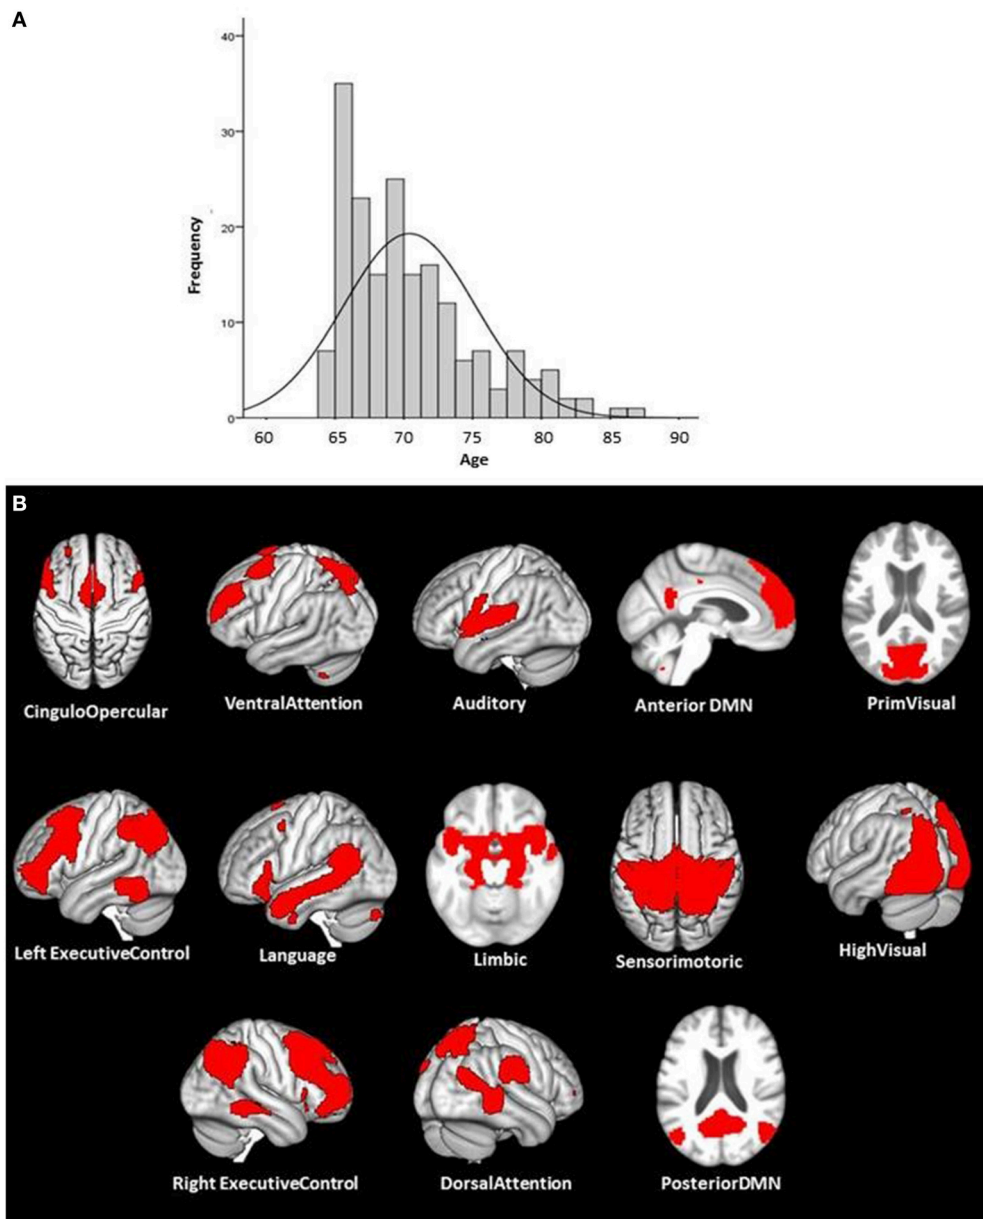 A
40
30
20
10
0
Frequency
60 65 70 75 80 85 90
Age
B
CinguloOpercular VentralAttention Auditory Anterior DMN PrimVisual
Left ExecutiveControl Language Limbic Sensorimotoric HighVisual
Right ExecutiveControl DorsalAttention PosteriorDMN